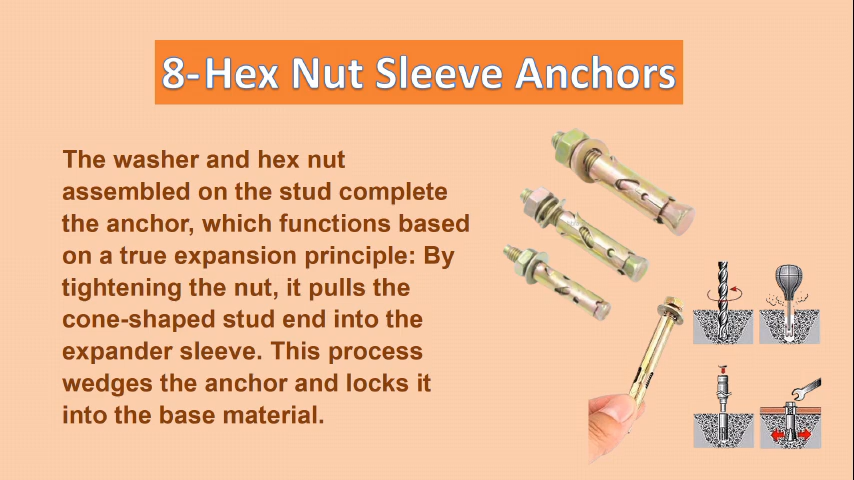 8-Hex Nut Sleeve Anchors
The washer and hex nut
assembled on the stud complete
the anchor, which functions based
on a true expansion principle: By
tightening the nut, it pulls the
cone-shaped stud end into the
expander sleeve. This process
wedges the anchor and locks it
into the base material.